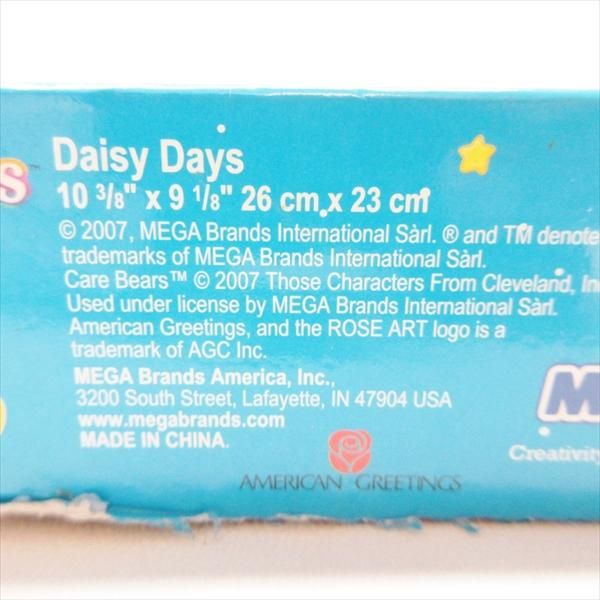 s™
Daisy Days
10 3/8" x 9 1/8" 26 cm x 23 cm
© 2007, MEGA Brands International Sàrl. ® and TM denote
trademarks of MEGA Brands International Sàrl.
Care Bears™ © 2007 Those Characters From Cleveland, In
Used under license by MEGA Brands International Sàrl.
American Greetings, and the ROSE ART logo is a
trademark of AGC Inc.
MEGA Brands America, Inc.,
3200 South Street, Lafayette, IN 47904 USA
www.megabrands.com
MADE IN CHINA.
AMERICAN GREETINGS
M
Creativity